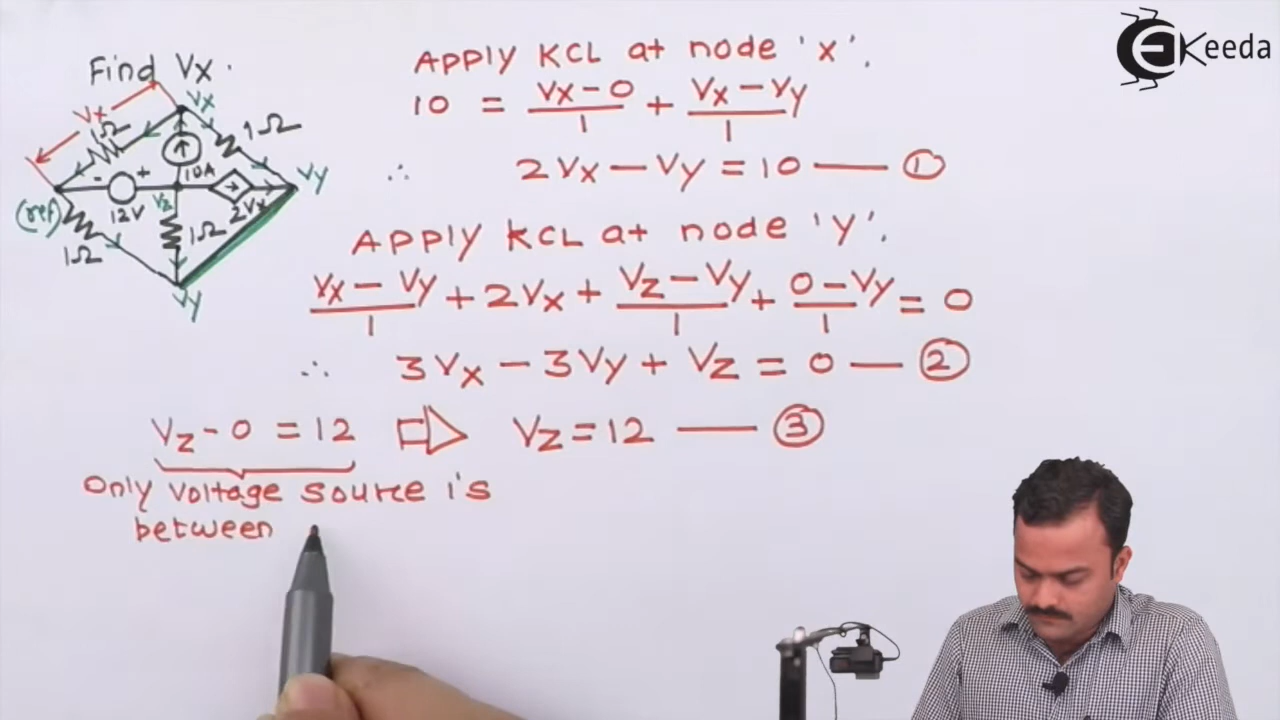 EKeeda
Find Vx.
Apply KCL at node 'x'.
10 = Vx-0/1 + Vx-Vy/1
∴ 2Vx-Vy=10 — ①
Apply KCL at node 'y'.
Vx-Vy/1 + 2Vx + Vz-Vy/1 + 0-Vy/1 = 0
∴ 3Vx-3Vy+Vz = 0 — ②
Vz-0=12 ⇨ Vz=12 — ③
Only voltage source is
between
Vx
Vx
1Ω
1Ω
10A
Vy
(ref)
- +
12V
Vz
2Vx
1Ω
1Ω
Vy